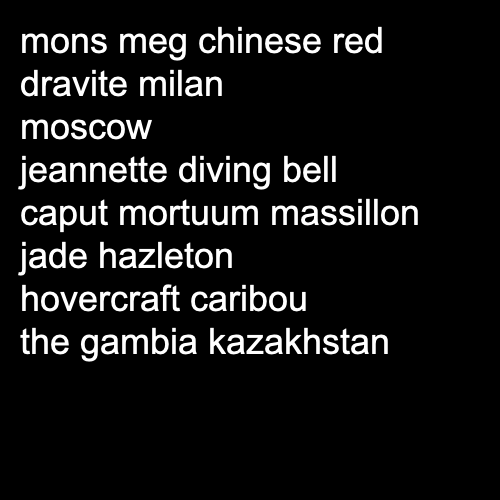 mons meg chinese red
dravite milan
moscow
jeannette diving bell
caput mortuum massillon
jade hazleton
hovercraft caribou
the gambia kazakhstan